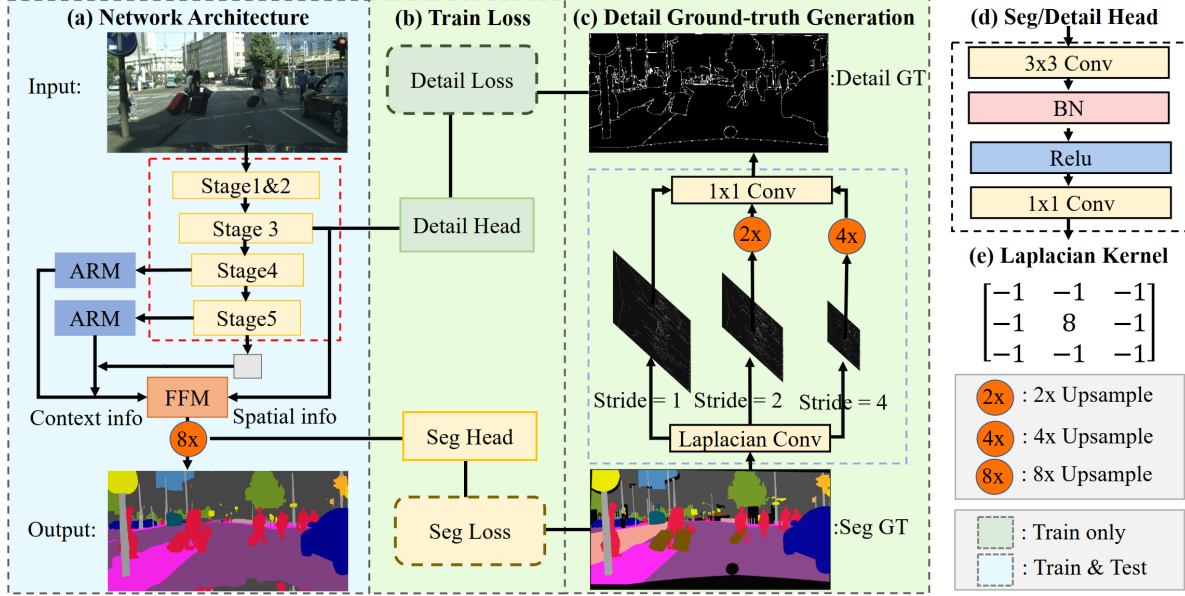 (a) Network Architecture
Input:
Stage1&2
Stage 3
Stage4
Stage5
ARM
ARM
FFM
Context info
Spatial info
8x
Output:
(b) Train Loss
Detail Loss
Detail Head
Seg Head
Seg Loss
(c) Detail Ground-truth Generation
:Detail GT
1x1 Conv
2x
4x
Stride = 1
Stride = 2
Stride = 4
Laplacian Conv
:Seg GT
(d) Seg/Detail Head
3x3 Conv
BN
Relu
1x1 Conv
(e) Laplacian Kernel
−1 −1 −1
−1 8 −1
−1 −1 −1
2x : 2x Upsample
4x : 4x Upsample
8x : 8x Upsample
: Train only
: Train & Test